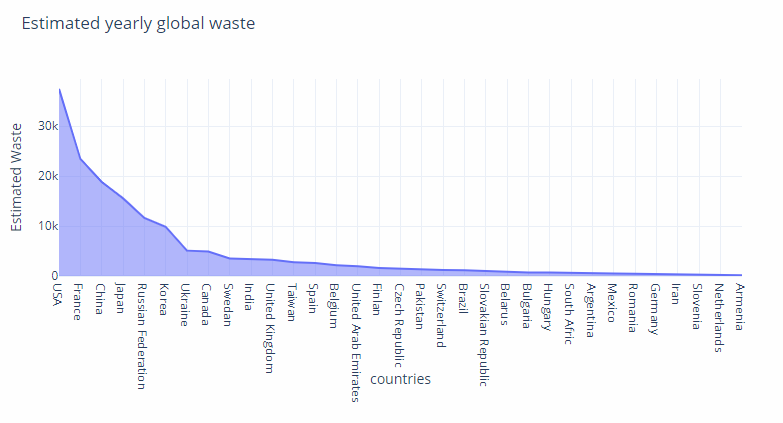 Estimated yearly global waste
Estimated Waste
30k
20k
10k
0
USA
France
China
Japan
Russian Federation
Korea
Ukraine
Canada
Swedan
India
United Kingdom
Taiwan
Spain
Belgium
United Arab Emirates
Finlan
Czech Republic
Pakistan
Switzerland
Brazil
Slovakian Republic
Belarus
Bulgaria
Hungary
South Afric
Argentina
Mexico
Romania
Germany
Iran
Slovenia
Netherlands
Armenia
countries